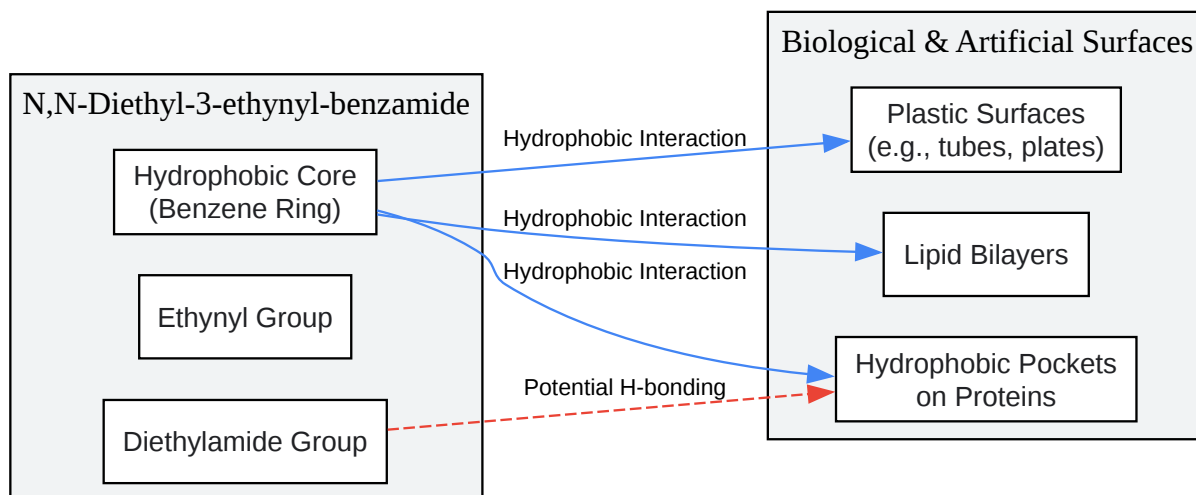 N,N-Diethyl-3-ethynyl-benzamide
Hydrophobic Core
(Benzene Ring)
Ethynyl Group
Diethylamide Group
Hydrophobic Interaction
Hydrophobic Interaction
Hydrophobic Interaction
Potential H-bonding
Biological & Artificial Surfaces
Plastic Surfaces
(e.g., tubes, plates)
Lipid Bilayers
Hydrophobic Pockets
on Proteins